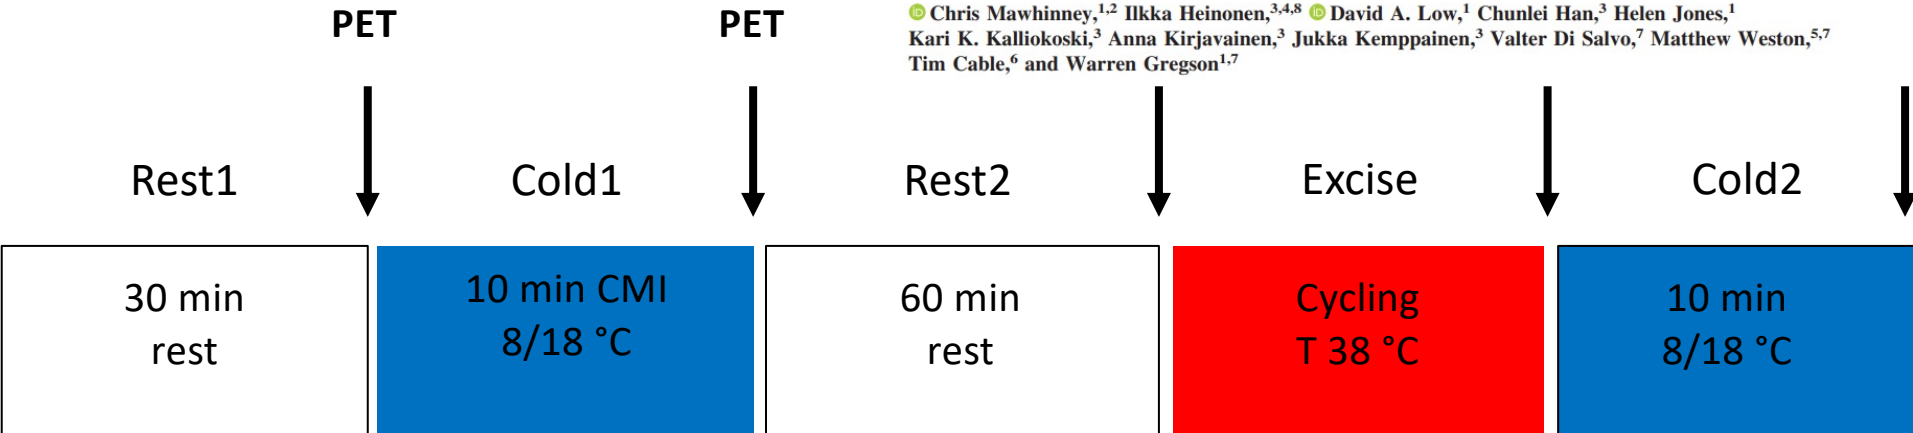 PET
PET
Chris Mawhinney,1,2 Ilkka Heinonen,3,4,8 David A. Low,1 Chunlei Han,3 Helen Jones,1
Kari K. Kalliokoski,3 Anna Kirjavainen,3 Jukka Kemppainen,3 Valter Di Salvo,7 Matthew Weston,5,7
Tim Cable,6 and Warren Gregson1,7
Rest1
Cold1
Rest2
Excise
Cold2
30 min
rest
10 min CMI
8/18 °C
60 min
rest
Cycling
T 38 °C
10 min
8/18 °C